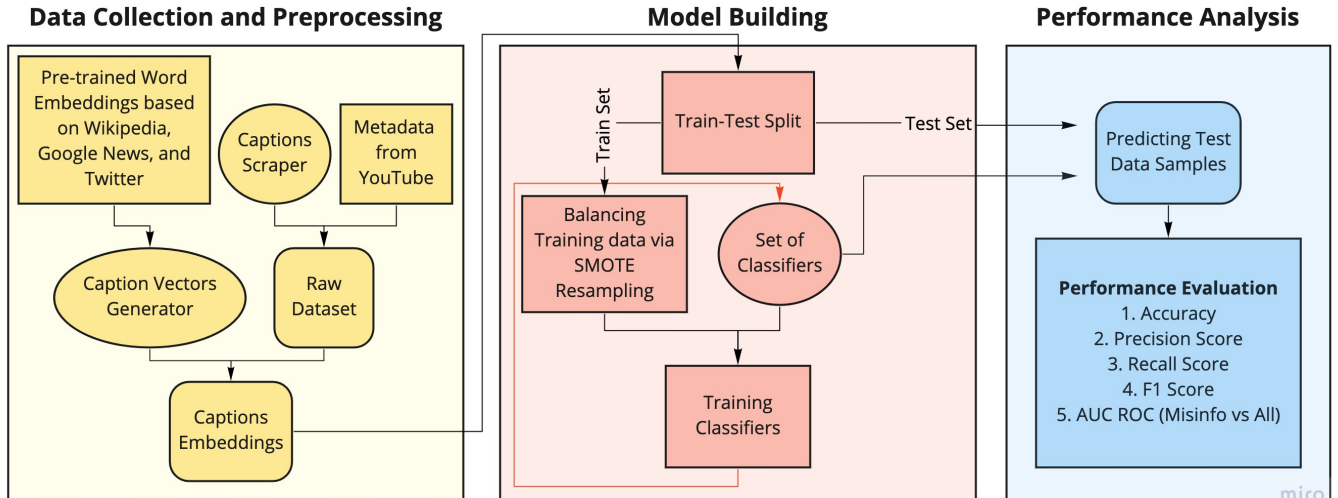 Data Collection and Preprocessing
Model Building
Performance Analysis
Pre-trained Word
Embeddings based
on Wikipedia,
Google News, and
Twitter
Captions
Scraper
Metadata
from
YouTube
Caption Vectors
Generator
Raw
Dataset
Captions
Embeddings
Train-Test Split
Train Set
Test Set
Balancing
Training data via
SMOTE
Resampling
Set of
Classifiers
Training
Classifiers
Predicting Test
Data Samples
Performance Evaluation
1. Accuracy
2. Precision Score
3. Recall Score
4. F1 Score
5. AUC ROC (Misinfo vs All)
miro